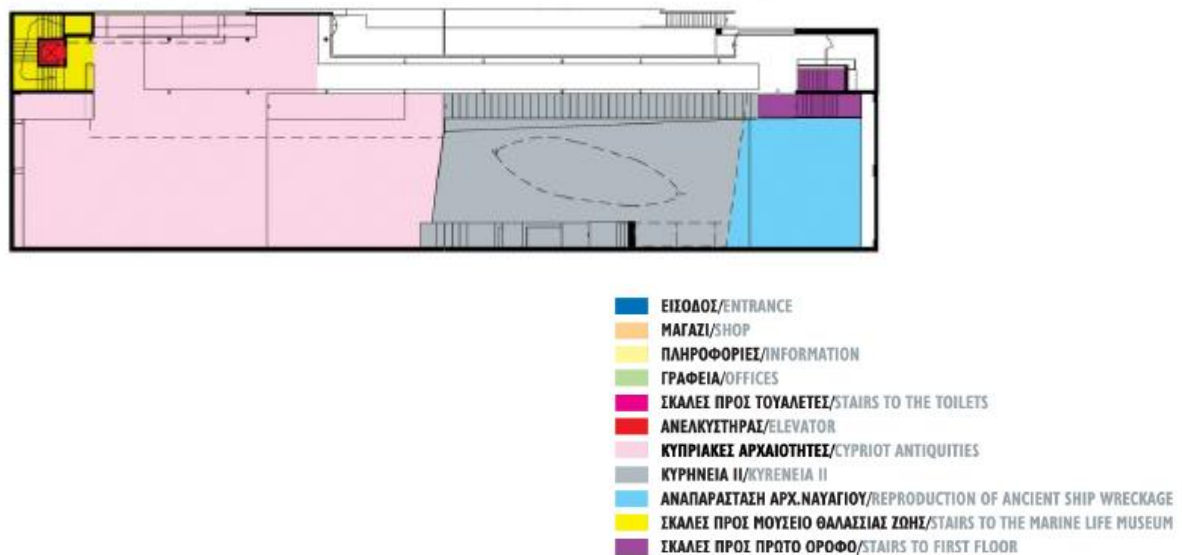 ΕΙΣΟΔΟΣ/ENTRANCE
ΜΑΓΑΖΙ/SHOP
ΠΛΗΡΟΦΟΡΙΕΣ/INFORMATION
ΓΡΑΦΕΙΑ/OFFICES
ΣΚΑΛΕΣ ΠΡΟΣ ΤΟΥΑΛΕΤΕΣ/STAIRS TO THE TOILETS
ΑΝΕΛΚΥΣΤΗΡΑΣ/ELEVATOR
ΚΥΠΡΙΑΚΕΣ ΑΡΧΑΙΟΤΗΤΕΣ/CYPRIOT ANTIQUITIES
ΚΥΡΗΝΕΙΑ ΙΙ/KYRENEIA II
ΑΝΑΠΑΡΑΣΤΑΣΗ ΑΡΧ.ΝΑΥΑΓΙΟΥ/REPRODUCTION OF ANCIENT SHIP WRECKAGE
ΣΚΑΛΕΣ ΠΡΟΣ ΜΟΥΣΕΙΟ ΘΑΛΑΣΣΙΑΣ ΖΩΗΣ/STAIRS TO THE MARINE LIFE MUSEUM
ΣΚΑΛΕΣ ΠΡΟΣ ΠΡΩΤΟ ΟΡΟΦΟ/STAIRS TO FIRST FLOOR